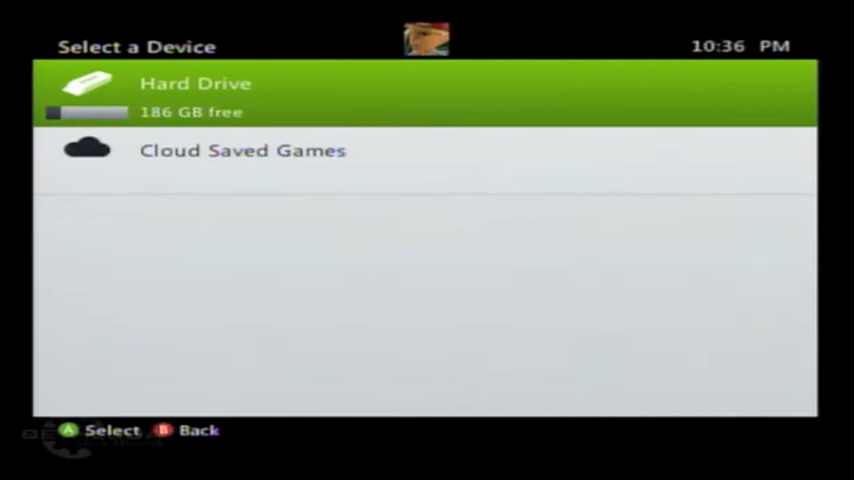 Select a Device
10:36 PM
Hard Drive
186 GB free
Cloud Saved Games
A Select B Back